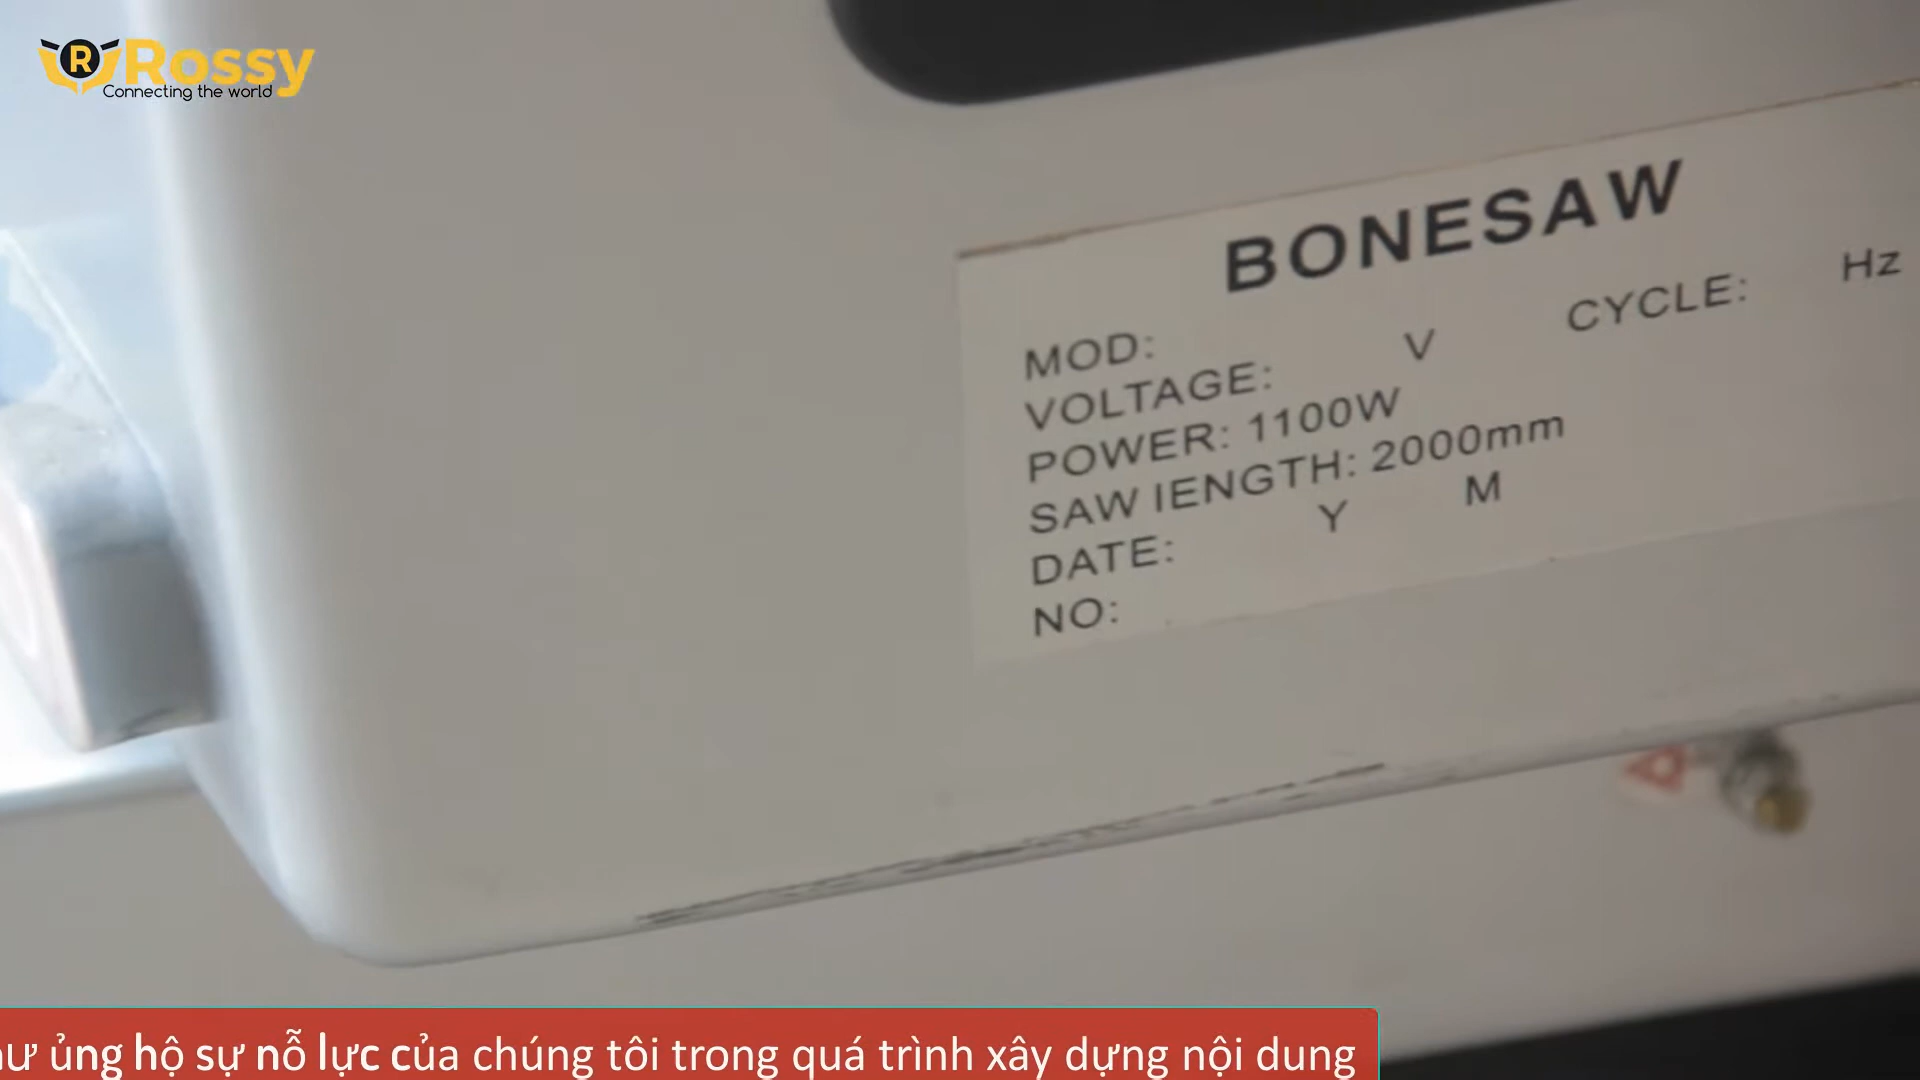 Rossy
Connecting the world
BONESAW
MOD:
VOLTAGE: V CYCLE: Hz
POWER: 1100W
SAW lENGTH: 2000mm
DATE: Y M
NO:
ủng hộ sự nỗ lực của chúng tôi trong quá trình xây dựng nội dung